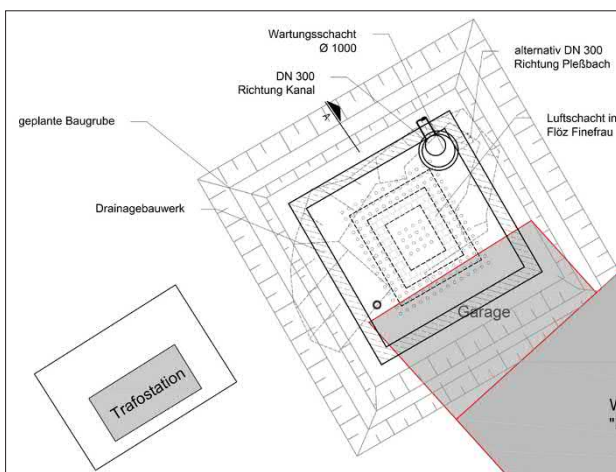 Wartungsschacht
Ø 1000
DN 300
Richtung Kanal
alternativ DN 300
Richtung Pleßbach
geplante Baugrube
Luftschacht in
Flöz Finefrau
Drainagebauwerk
A
Garage
Trafostation
W
"